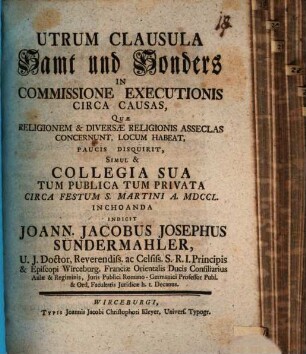 UTRUM CLAUSULA
Samt und Sonders
IN
COMMISSIONE EXECUTIONIS
CIRCA CAUSAS,
Quæ
RELIGIONEM & DIVERSÆ RELIGIONIS ASSECLAS
CONCERNUNT, LOCUM HABEAT,
PAUCIS DISQUIRIT,
SIMUL &
COLLEGIA SUA
TUM PUBLICA TUM PRIVATA
CIRCA FESTUM S. MARTINI A. MDCCL.
INCHOANDA
INDICIT
JOANN. JACOBUS JOSEPHUS
SUNDERMAHLER,
U. J. Doctor, Reverendiss. ac Celsiss. S. R. I. Principis
& Episcopi Wirceburg. Franciæ Orientalis Ducis Consiliarius
Aulæ & Regiminis, Juris Publici Romano-Germanici Professor Publ.
& Ord. Facultatis Juridicæ h. t. Decanus.
WIRCEBURGI,
TYPIS Joannis Jacobi Christophori Kleyer, Univers. Typogr.